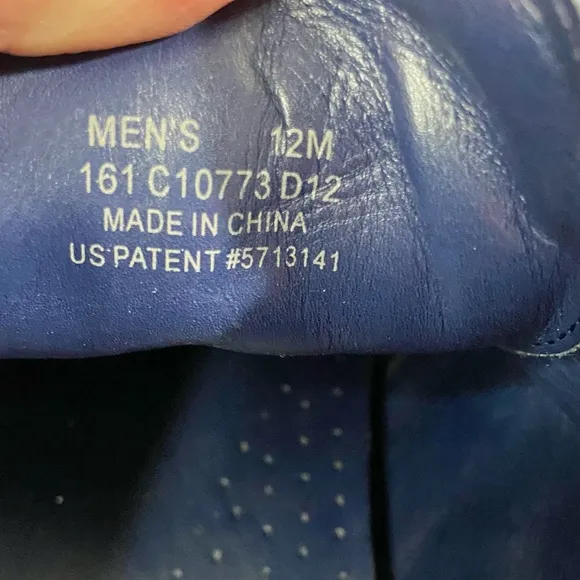 MEN'S 12M
161 C10773 D12
MADE IN CHINA
US PATENT #5713141